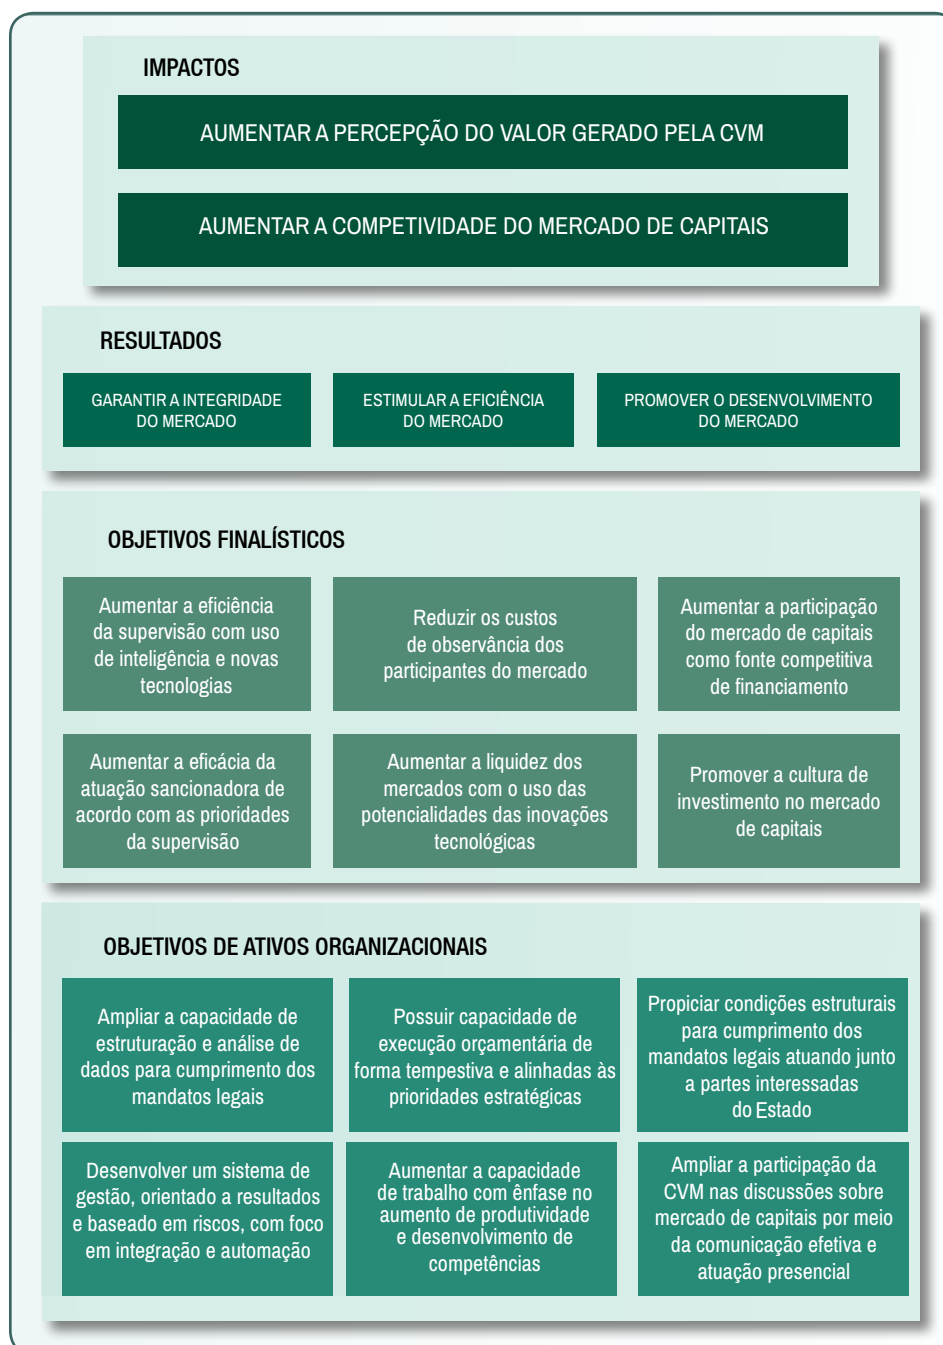 IMPACTOS
AUMENTAR A PERCEPÇÃO DO VALOR GERADO PELA CVM
AUMENTAR A COMPETIVIDADE DO MERCADO DE CAPITAIS
RESULTADOS
GARANTIR A INTEGRIDADE
DO MERCADO
ESTIMULAR A EFICIÊNCIA
DO MERCADO
PROMOVER O DESENVOLVIMENTO
DO MERCADO
OBJETIVOS FINALÍSTICOS
Aumentar a eficiência
da supervisão com uso
de inteligência e novas
tecnologias
Reduzir os custos
de observância dos
participantes do mercado
Aumentar a participação
do mercado de capitais
como fonte competitiva
de financiamento
Aumentar a eficácia da
atuação sancionadora de
acordo com as prioridades
da supervisão
Aumentar a liquidez dos
mercados com o uso das
potencialidades das inovações
tecnológicas
Promover a cultura de
investimento no mercado
de capitais
OBJETIVOS DE ATIVOS ORGANIZACIONAIS
Ampliar a capacidade de
estruturação e análise de
dados para cumprimento dos
mandatos legais
Possuir capacidade de
execução orçamentária de
forma tempestiva e alinhadas às
prioridades estratégicas
Propiciar condições estruturais
para cumprimento dos
mandatos legais atuando junto
a partes interessadas
do Estado
Desenvolver um sistema de
gestão, orientado a resultados
e baseado em riscos, com foco
em integração e automação
Aumentar a capacidade
de trabalho com ênfase no
aumento de produtividade
e desenvolvimento de
competências
Ampliar a participação da
CVM nas discussões sobre
mercado de capitais por meio
da comunicação efetiva e
atuação presencial